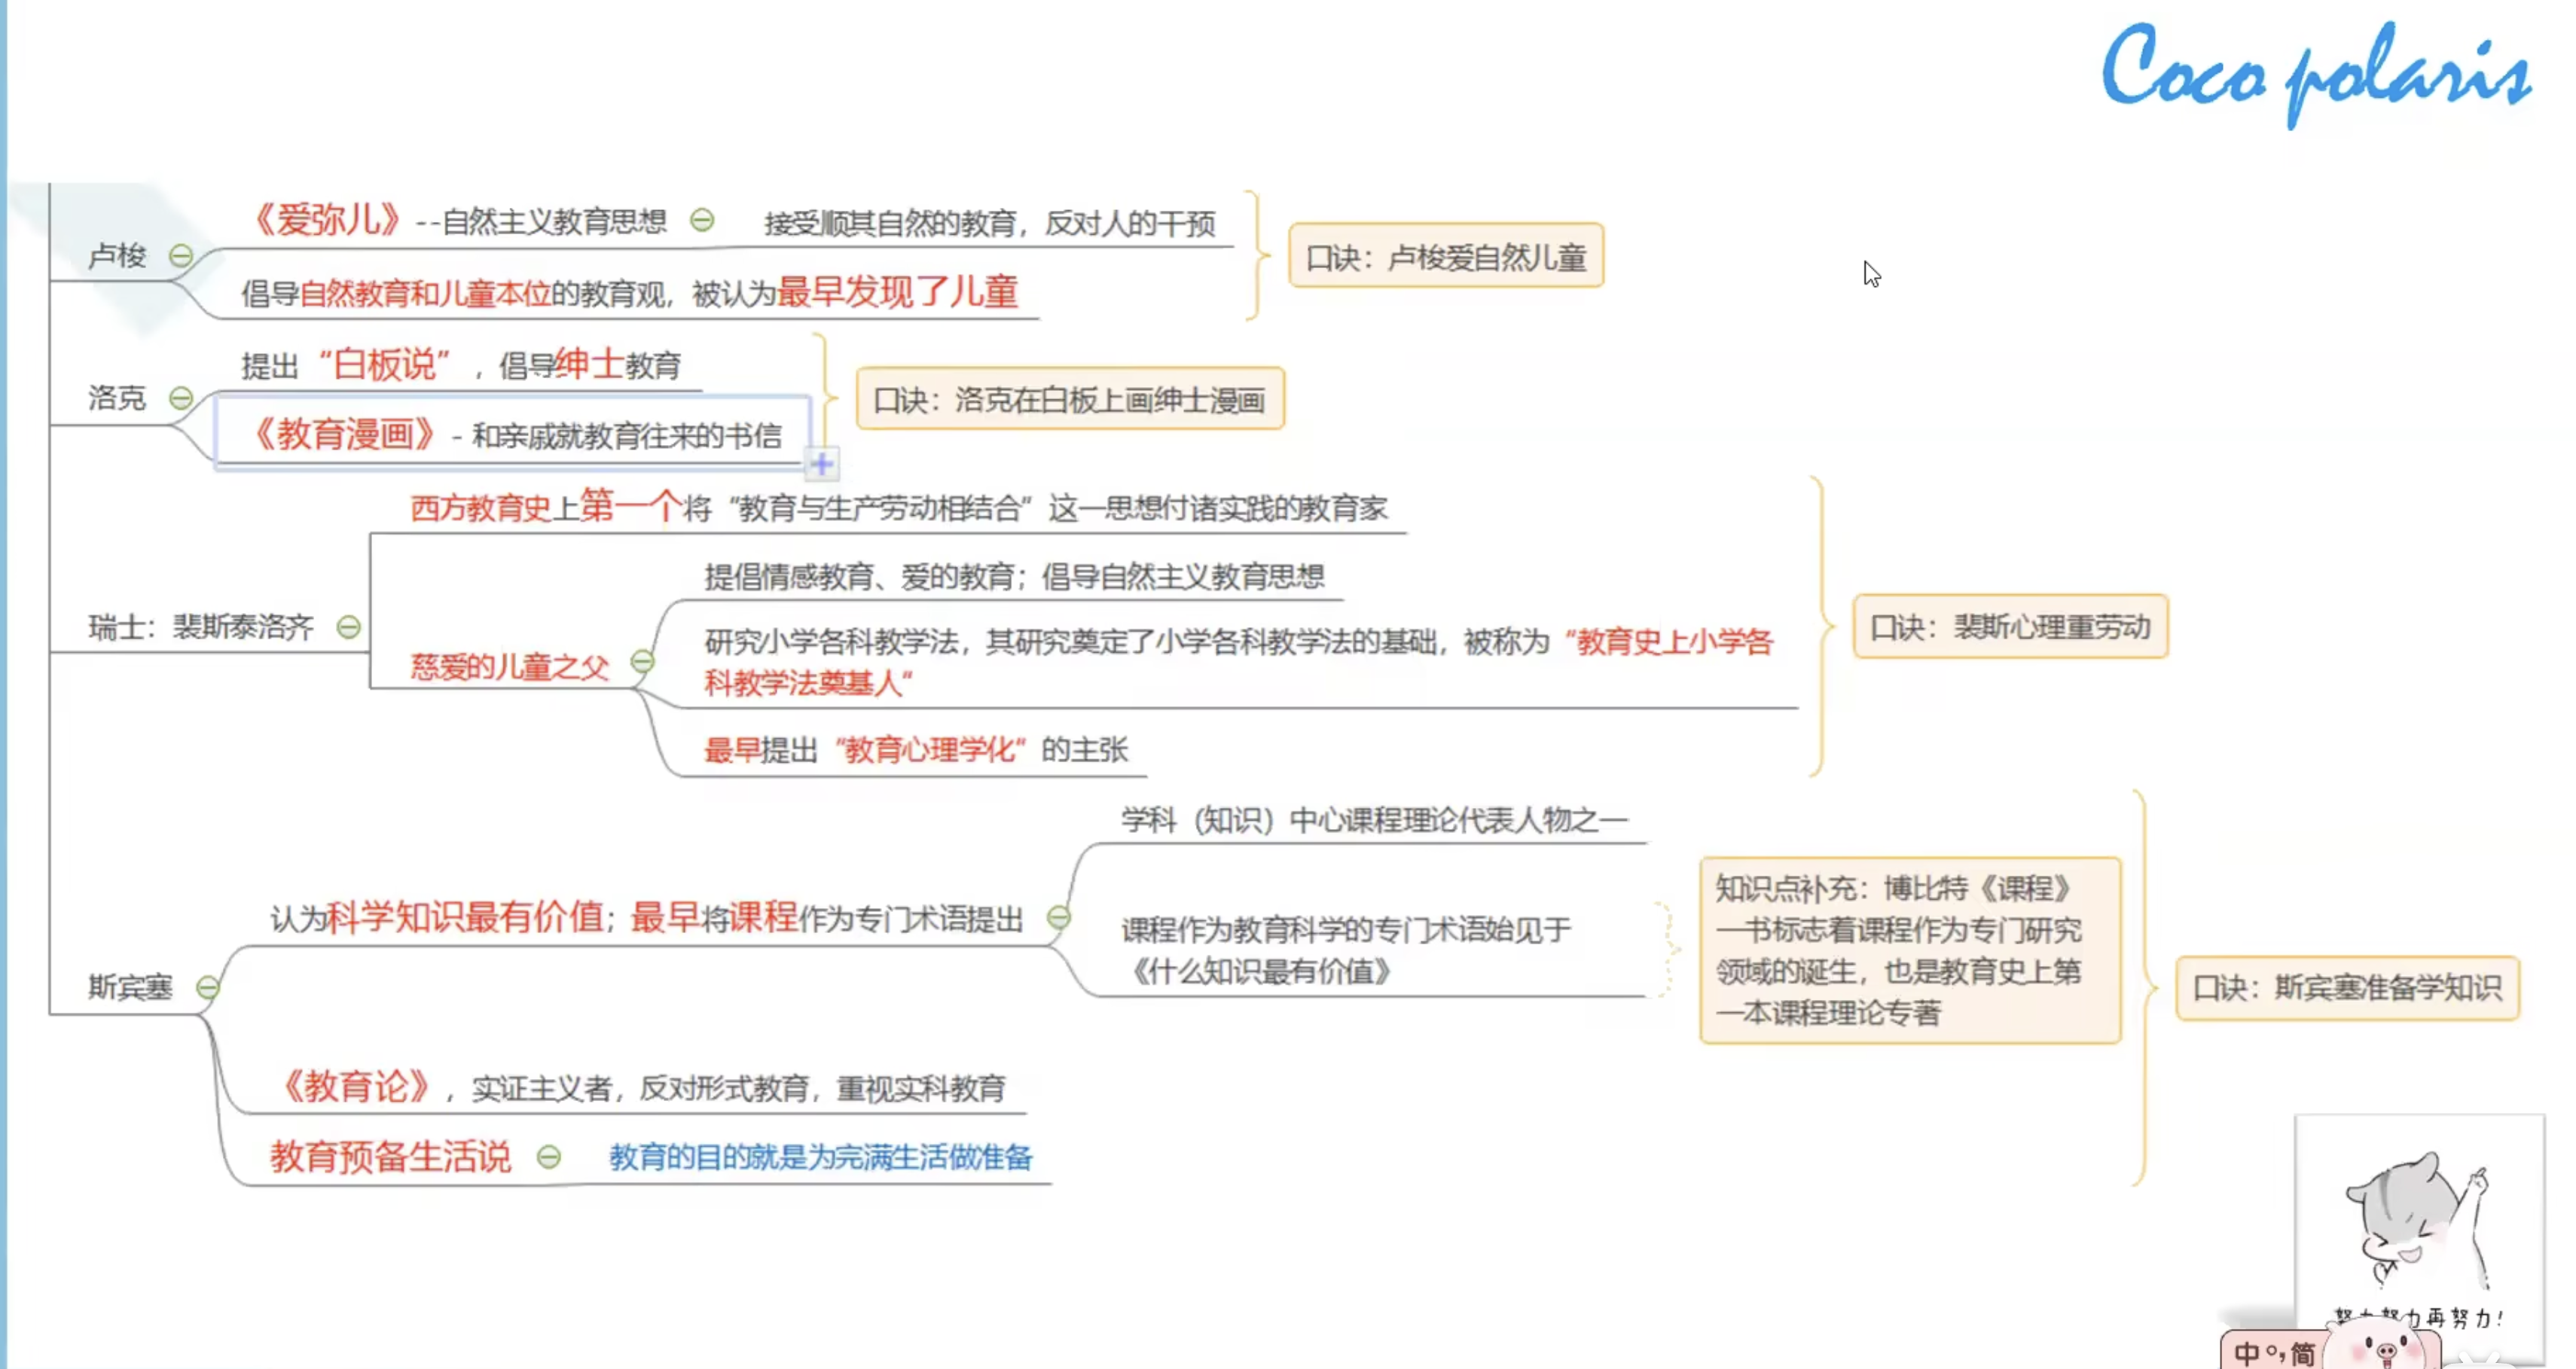 Coco polaris
卢梭
《爱弥儿》--自然主义教育思想
接受顺其自然的教育，反对人的干预
倡导自然教育和儿童本位的教育观，被认为最早发现了儿童
口诀：卢梭爱自然儿童
洛克
提出“白板说”，倡导绅士教育
《教育漫画》- 和亲戚就教育往来的书信
口诀：洛克在白板上画绅士漫画
瑞士：裴斯泰洛齐
西方教育史上第一个将“教育与生产劳动相结合”这一思想付诸实践的教育家
慈爱的儿童之父
提倡情感教育、爱的教育；倡导自然主义教育思想
研究小学各科教学法，其研究奠定了小学各科教学法的基础，被称为“教育史上小学各
科教学法奠基人“
最早提出“教育心理学化“的主张
口诀：裴斯心理重劳动
斯宾塞
认为科学知识最有价值；最早将课程作为专门术语提出
学科（知识）中心课程理论代表人物之一
课程作为教育科学的专门术语始见于
《什么知识最有价值》
知识点补充：博比特《课程》
一书标志着课程作为专门研究
领域的诞生，也是教育史上第
一本课程理论专著
《教育论》，实证主义者，反对形式教育，重视实科教育
教育预备生活说
教育的目的就是为完满生活做准备
口诀：斯宾塞准备学知识
努力努力再努力！
中 简